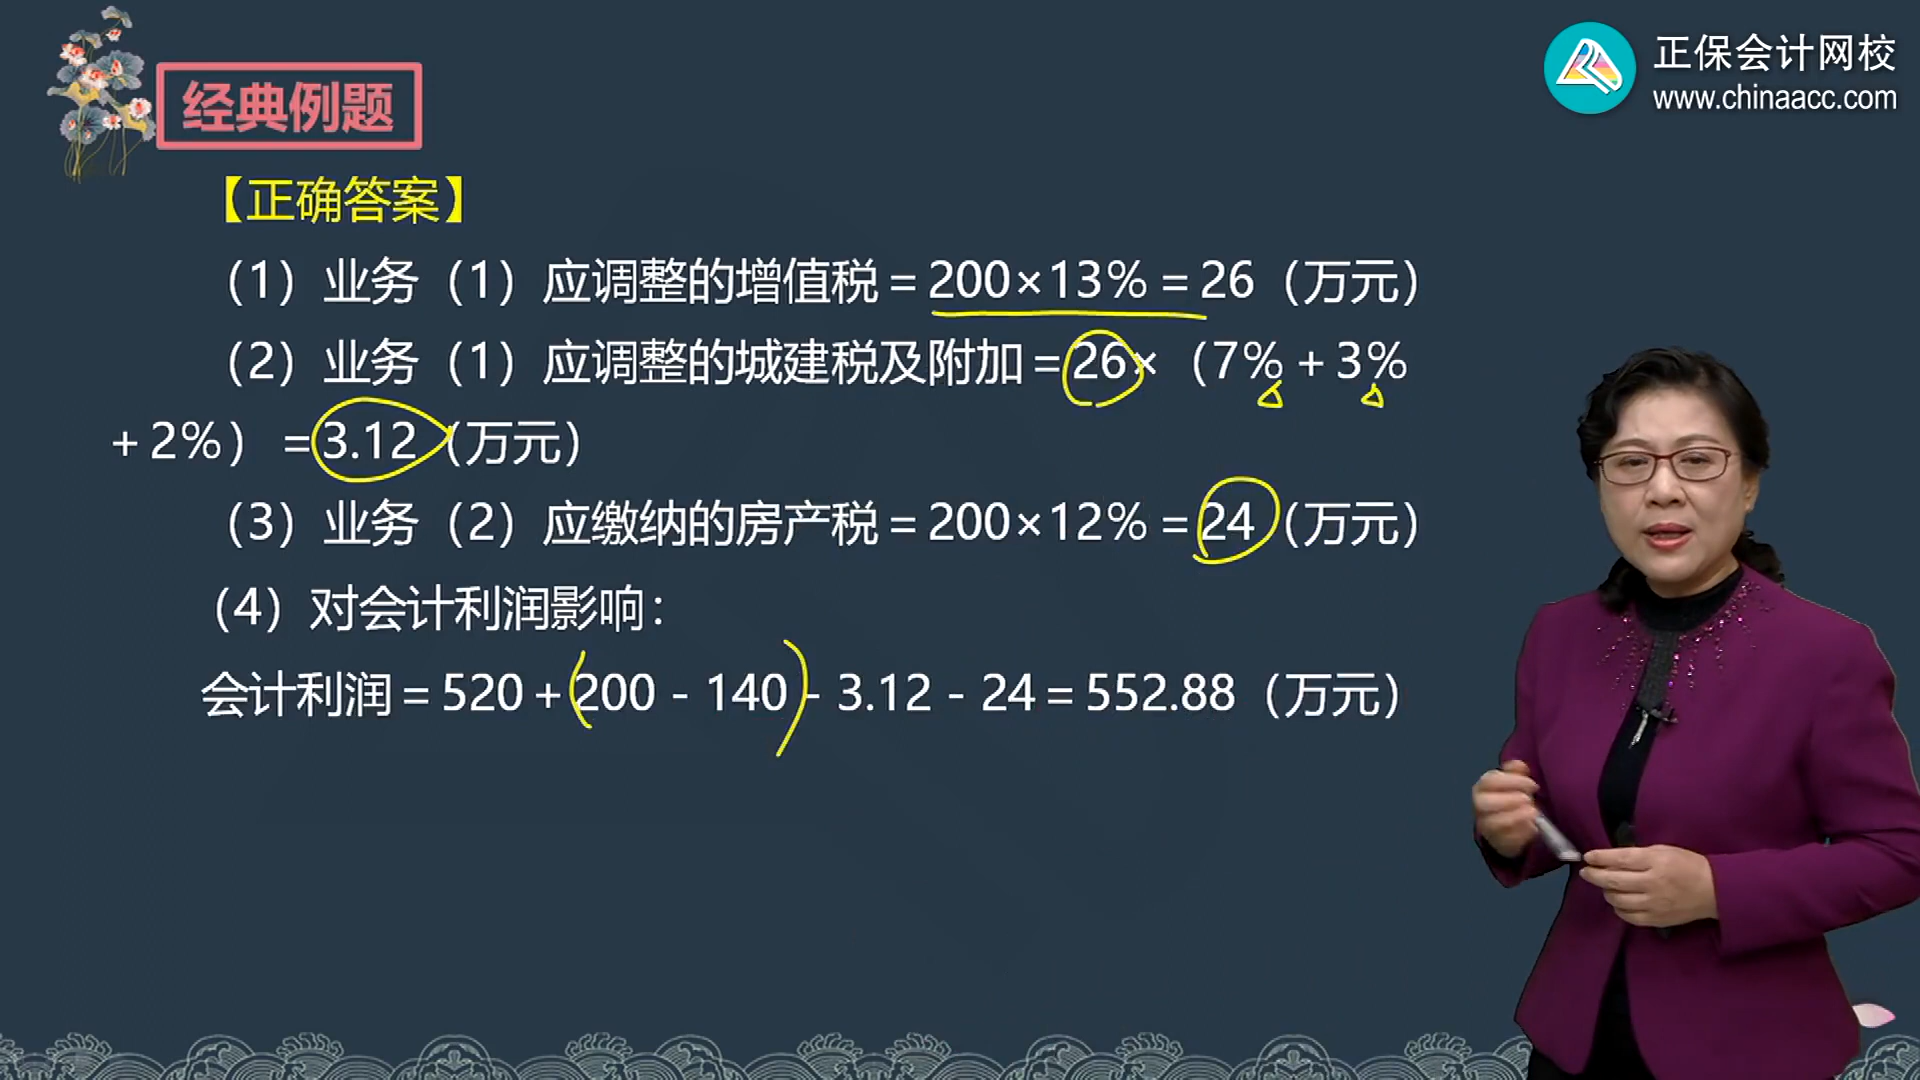 正保会计网校
www.chinaacc.com
经典例题
【正确答案】
（1）业务（1）应调整的增值税＝200×13%＝26（万元）
（2）业务（1）应调整的城建税及附加＝26×（7%＋3%
＋2%）＝3.12（万元）
（3）业务（2）应缴纳的房产税＝200×12%＝24（万元）
（4）对会计利润影响：
会计利润＝520＋200－140－3.12－24＝552.88（万元）